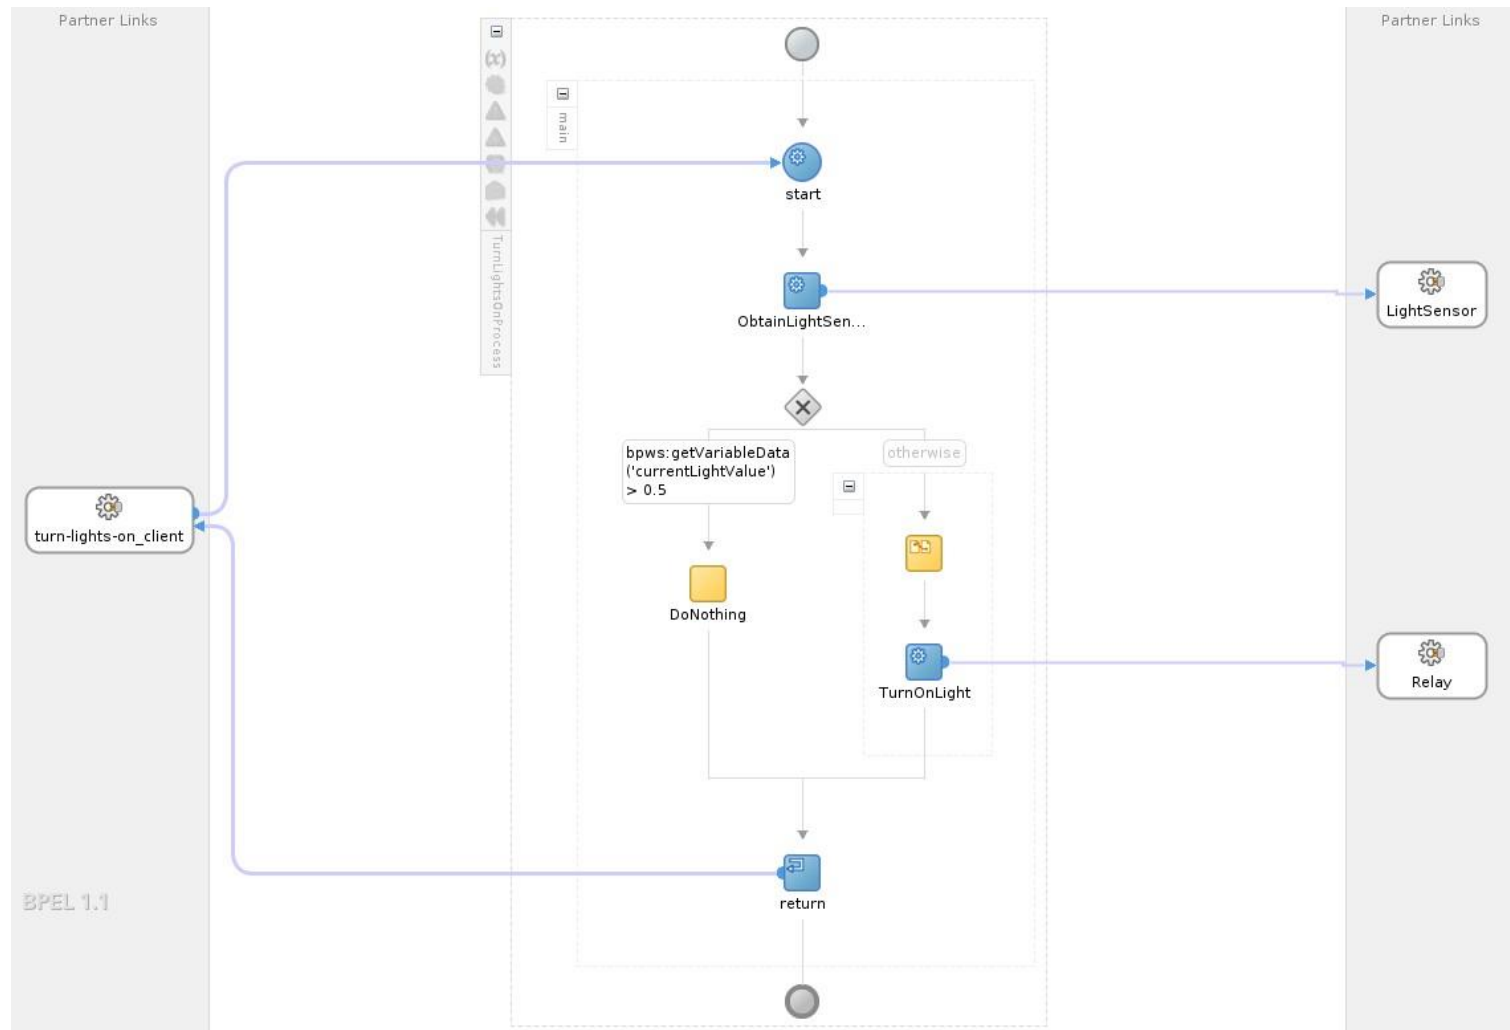 Partner Links
Partner Links
(x)
main
start
TurnLightsOnProcess
ObtainLightSen...
LightSensor
bpws:getVariableData
('currentLightValue')
> 0.5
otherwise
turn-lights-on_client
DoNothing
TurnOnLight
Relay
return
BPEL 1.1